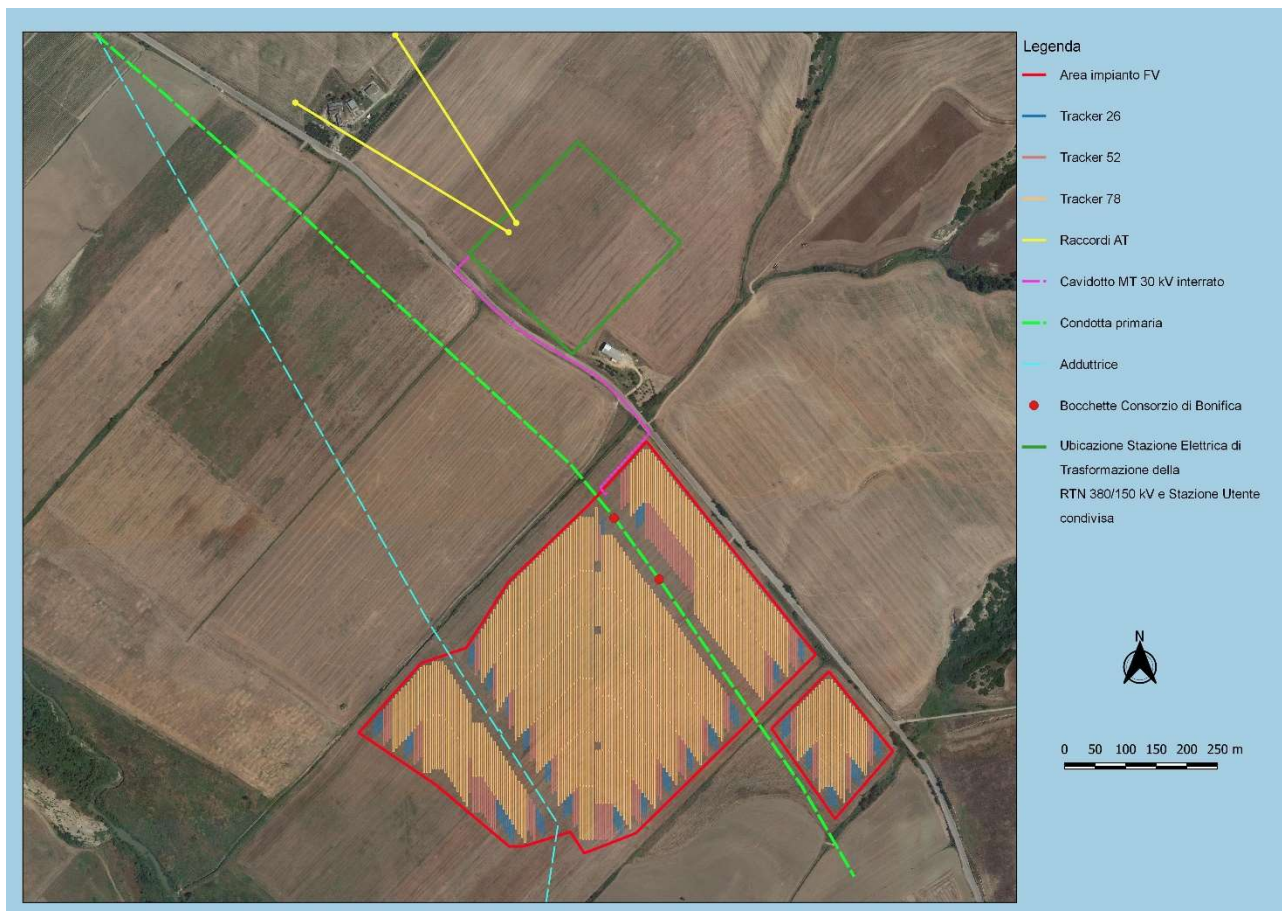 Legenda
Area impianto FV
Tracker 26
Tracker 52
Tracker 78
Raccordi AT
Cavidotto MT 30 kV interrato
Condotta primaria
Adduttrice
Bocchette Consorzio di Bonifica
Ubicazione Stazione Elettrica di
Trasformazione della
RTN 380/150 kV e Stazione Utente
condivisa
N
0 50 100 150 200 250 m